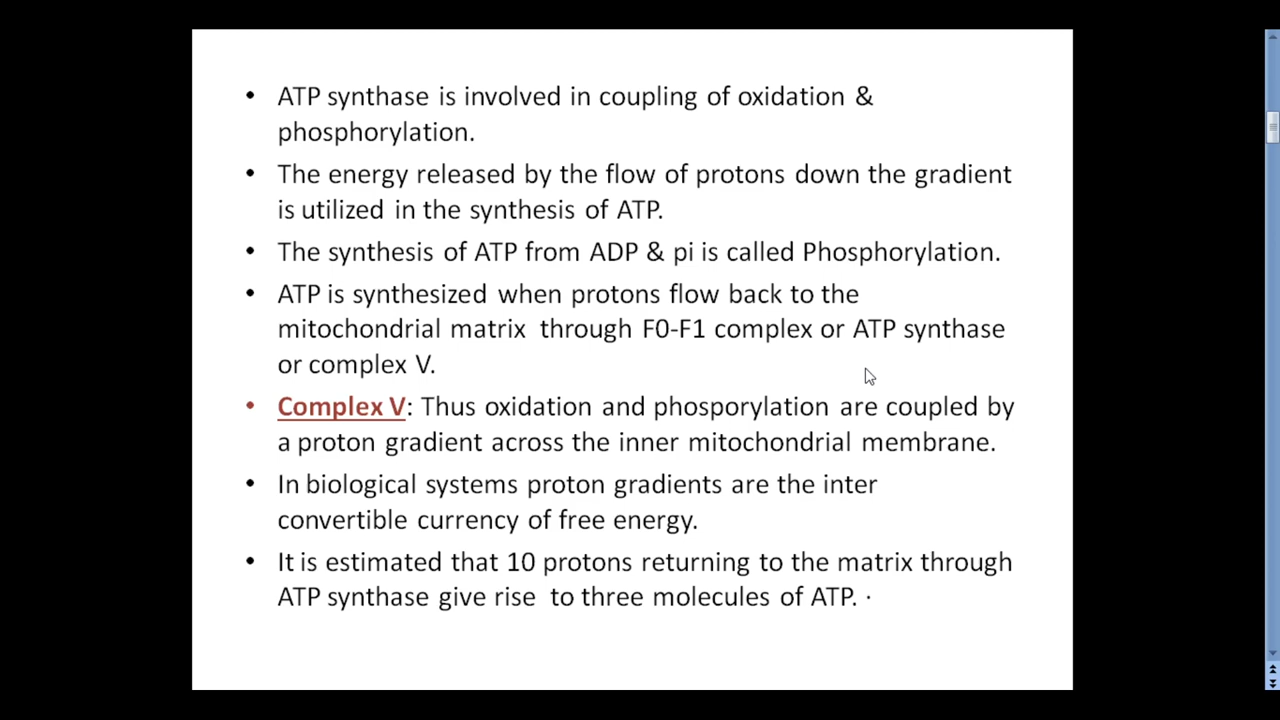 • ATP synthase is involved in coupling of oxidation &
phosphorylation.
• The energy released by the flow of protons down the gradient
is utilized in the synthesis of ATP.
• The synthesis of ATP from ADP & pi is called Phosphorylation.
• ATP is synthesized when protons flow back to the
mitochondrial matrix through F0-F1 complex or ATP synthase
or complex V.
• Complex V: Thus oxidation and phosporylation are coupled by
a proton gradient across the inner mitochondrial membrane.
• In biological systems proton gradients are the inter
convertible currency of free energy.
• It is estimated that 10 protons returning to the matrix through
ATP synthase give rise to three molecules of ATP. ·